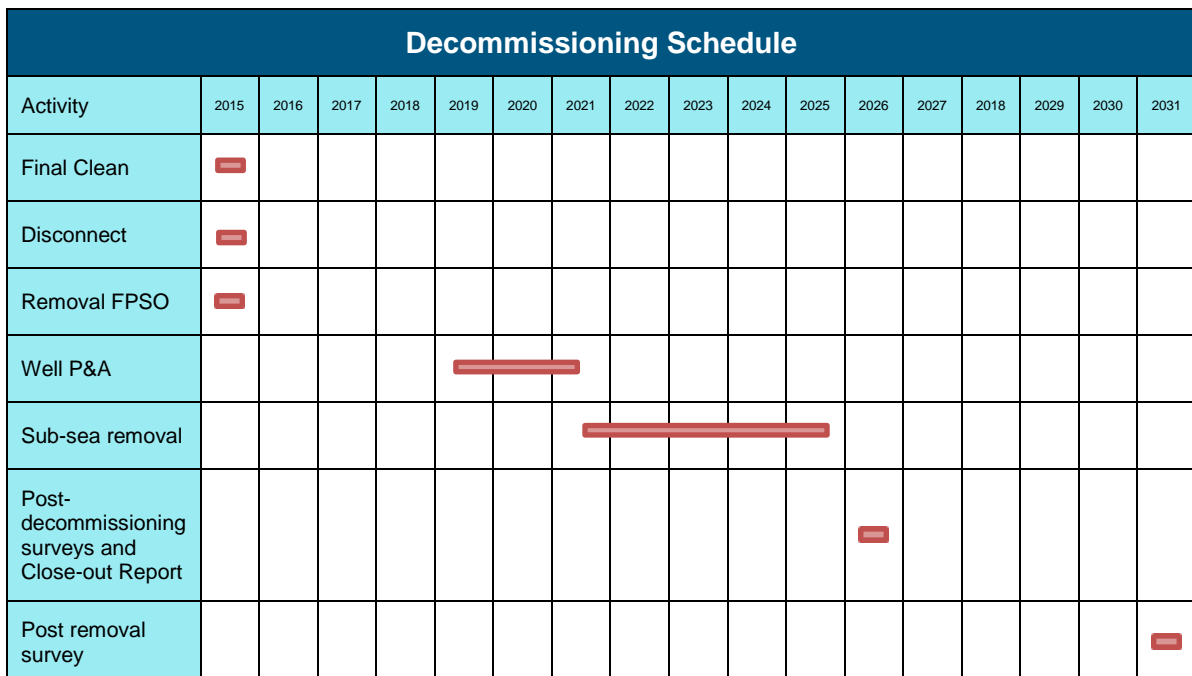 Decommissioning Schedule
Activity 2015 2016 2017 2018 2019 2020 2021 2022 2023 2024 2025 2026 2027 2018 2029 2030 2031
Final Clean
Disconnect
Removal FPSO
Well P&A
Sub-sea removal
Post-
decommissioning
surveys and
Close-out Report
Post removal
survey